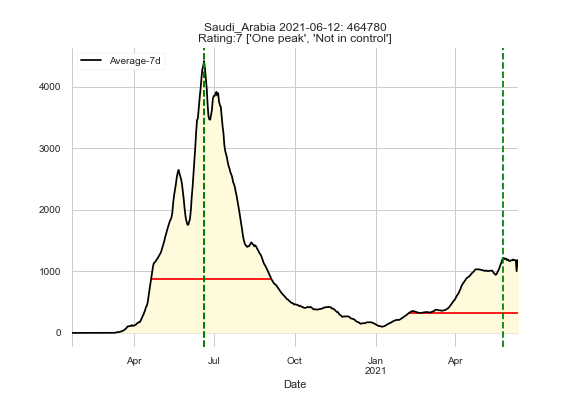 Saudi_Arabia 2021-06-12: 464780
Rating:7 ['One peak', 'Not in control']
Average-7d
4000
3000
2000
1000
0
Apr
Jul
Oct
Jan
2021
Apr
Date